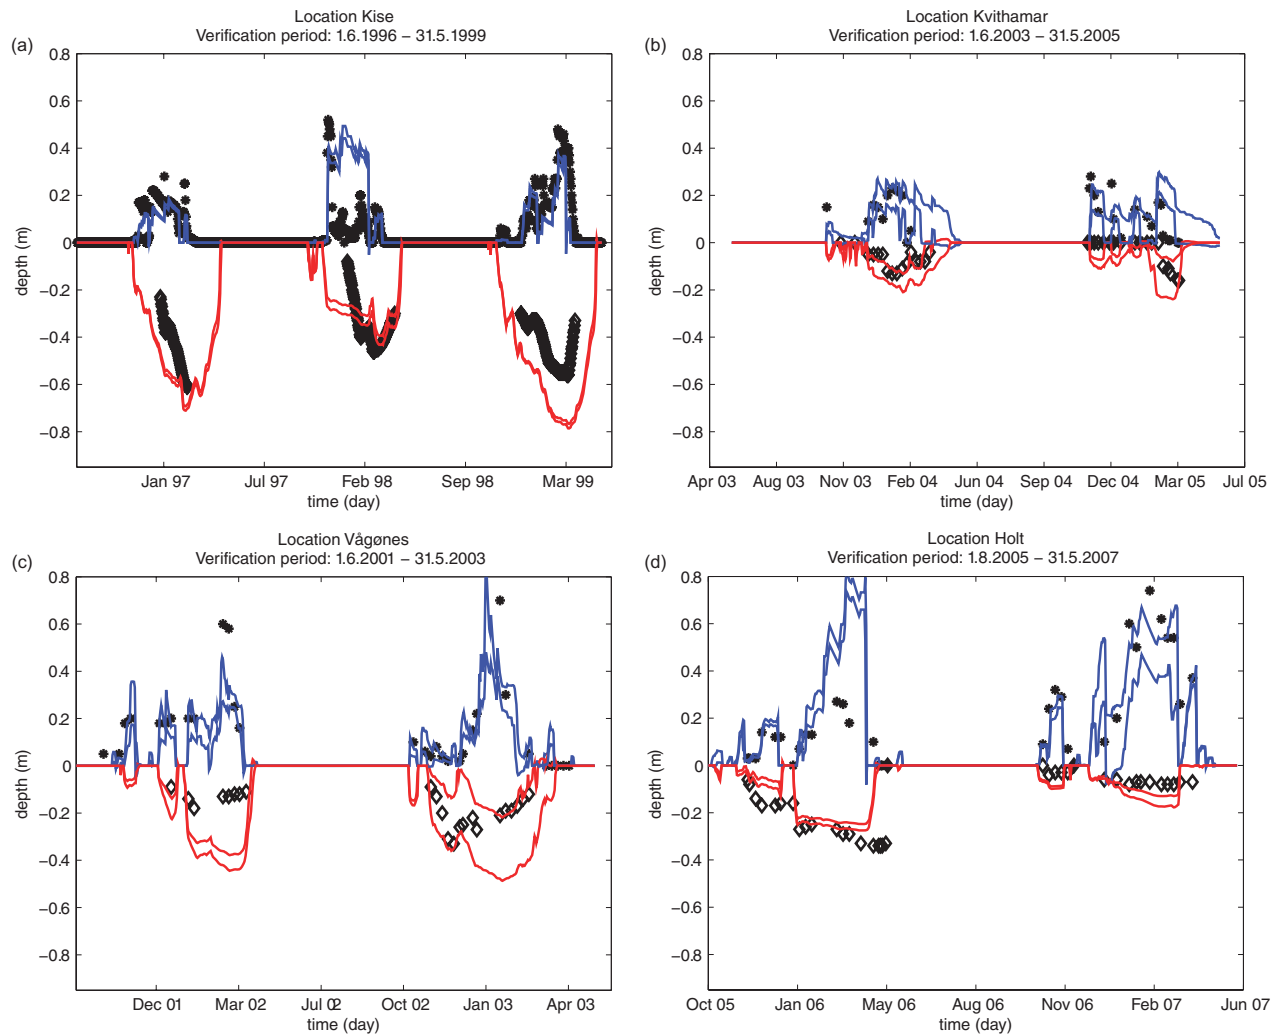 Location Kise
(a) Verification period: 1.6.1996 – 31.5.1999
0.8
0.6
0.4
0.2
0
−0.2
−0.4
−0.6
−0.8
depth (m)
Jan 97 Jul 97 Feb 98 Sep 98 Mar 99
time (day)
Location Kvithamar
(b) Verification period: 1.6.2003 – 31.5.2005
0.8
0.6
0.4
0.2
0
−0.2
−0.4
−0.6
−0.8
depth (m)
Apr 03 Aug 03 Nov 03 Feb 04 Jun 04 Sep 04 Dec 04 Mar 05 Jul 05
time (day)
Location Vågønes
(c) Verification period: 1.6.2001 – 31.5.2003
0.8
0.6
0.4
0.2
0
−0.2
−0.4
−0.6
−0.8
depth (m)
Dec 01 Mar 02 Jul 02 Oct 02 Jan 03 Apr 03
time (day)
Location Holt
(d) Verification period: 1.8.2005 – 31.5.2007
0.8
0.6
0.4
0.2
0
−0.2
−0.4
−0.6
−0.8
depth (m)
Oct 05 Jan 06 May 06 Aug 06 Nov 06 Feb 07 Jun 07
time (day)